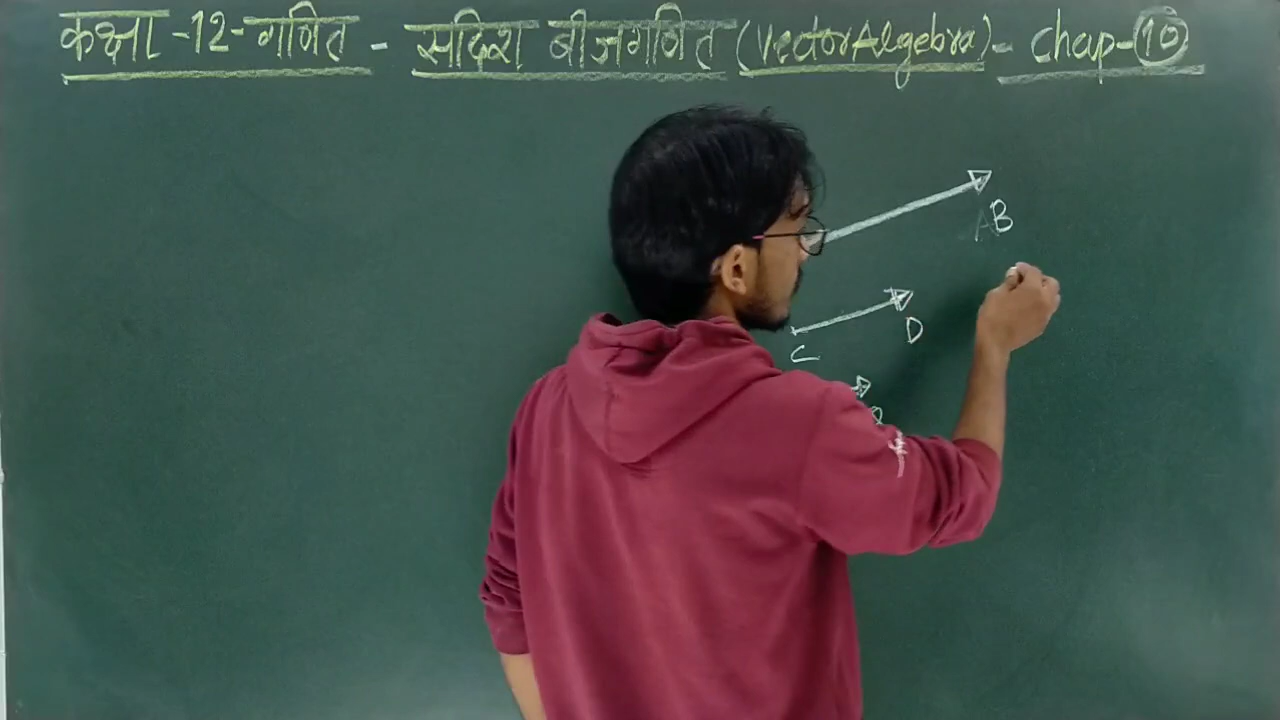 कक्षा -12- गणित - सदिश बीजगणित (Vector Algebra) - chap-10
B
C D
Q